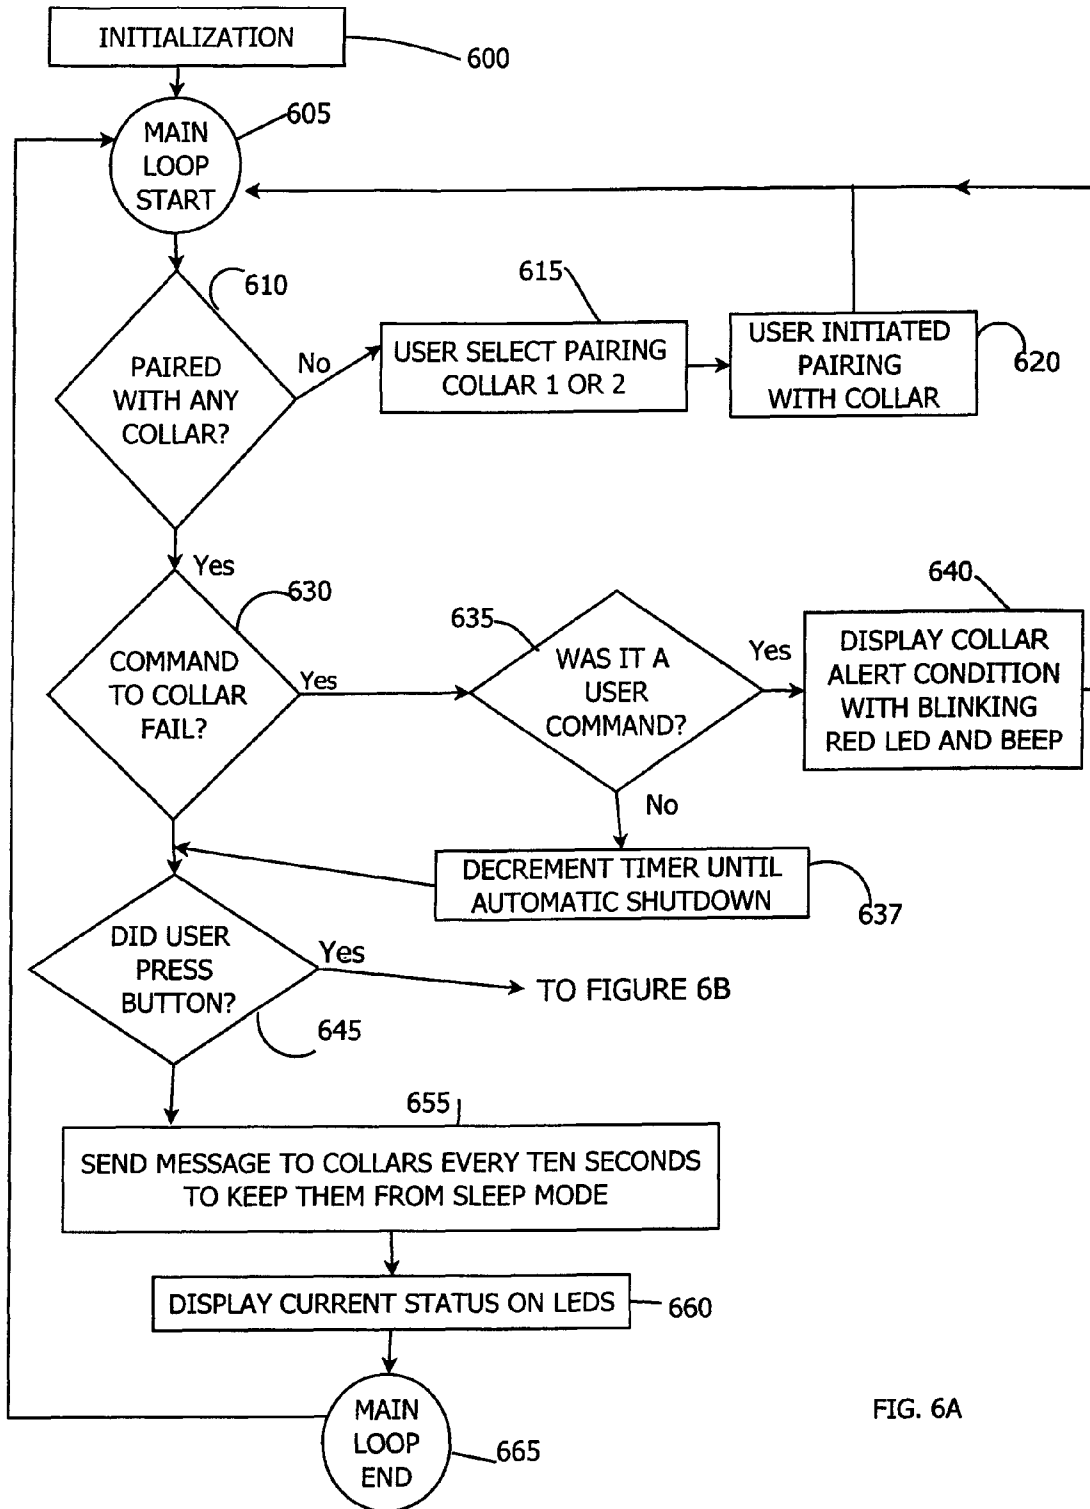 INITIALIZATION
600
MAIN
LOOP
START
605
610
PAIRED
WITH ANY
COLLAR?
No
615
USER SELECT PAIRING
COLLAR 1 OR 2
USER INITIATED
PAIRING
WITH COLLAR
620
Yes
630
COMMAND
TO COLLAR
FAIL?
Yes
635
WAS IT A
USER
COMMAND?
Yes
640
DISPLAY COLLAR
ALERT CONDITION
WITH BLINKING
RED LED AND BEEP
No
DECREMENT TIMER UNTIL
AUTOMATIC SHUTDOWN
637
DID USER
PRESS
BUTTON?
Yes
TO FIGURE 6B
645
655
SEND MESSAGE TO COLLARS EVERY TEN SECONDS
TO KEEP THEM FROM SLEEP MODE
DISPLAY CURRENT STATUS ON LEDS
660
MAIN
LOOP
END
665
FIG. 6A